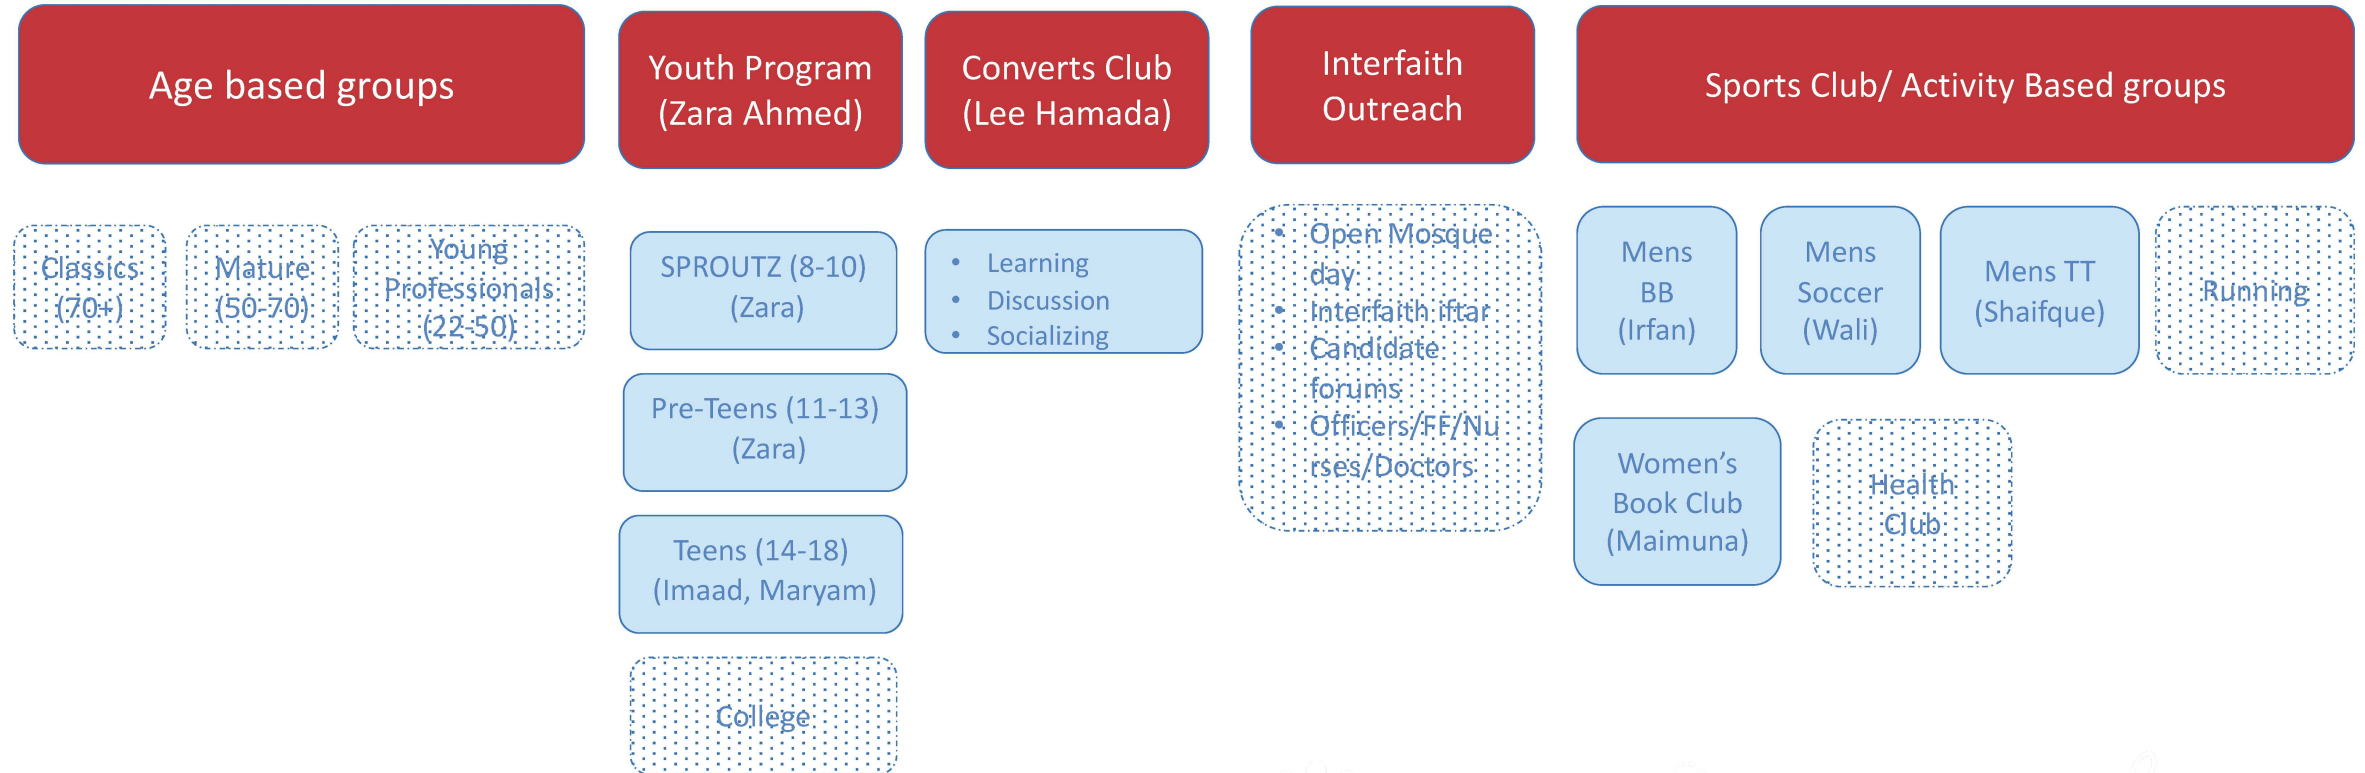 Age based groups
Youth Program
(Zara Ahmed)
Converts Club
(Lee Hamada)
Interfaith
Outreach
Sports Club/ Activity Based groups
Classics
(70+)
Mature
(50-70)
Young
Professionals
(22-50)
SPROUTZ (8-10)
(Zara)
Pre-Teens (11-13)
(Zara)
Teens (14-18)
(Imaad, Maryam)
College
• Learning
• Discussion
• Socializing
• Open Mosque
day
• Interfaith iftar
• Candidate
forums
• Officers/FF/Nu
rses/Doctors
Mens
BB
(Irfan)
Mens
Soccer
(Wali)
Mens TT
(Shaifque)
Running
Women’s
Book Club
(Maimuna)
Health
Club